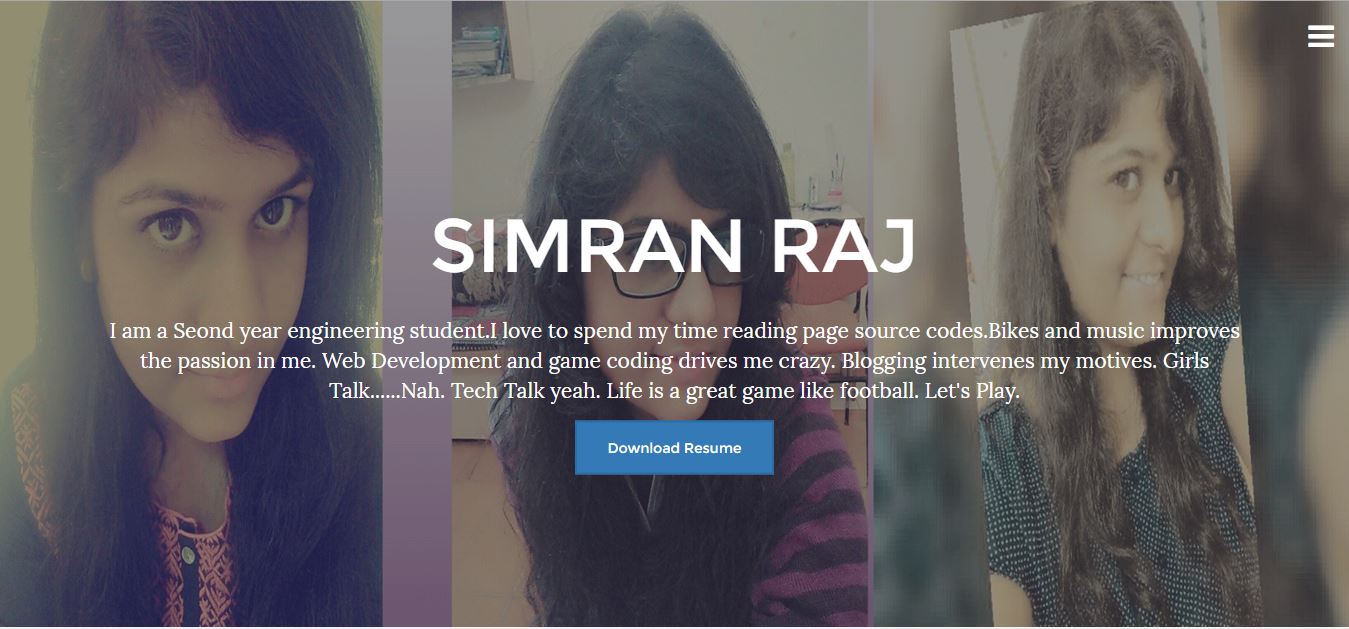 SIMRAN RAJ
I am a Seond year engineering student.I love to spend my time reading page source codes.Bikes and music improves
the passion in me. Web Development and game coding drives me crazy. Blogging intervenes my motives. Girls
Talk......Nah. Tech Talk yeah. Life is a great game like football. Let's Play.
Download Resume